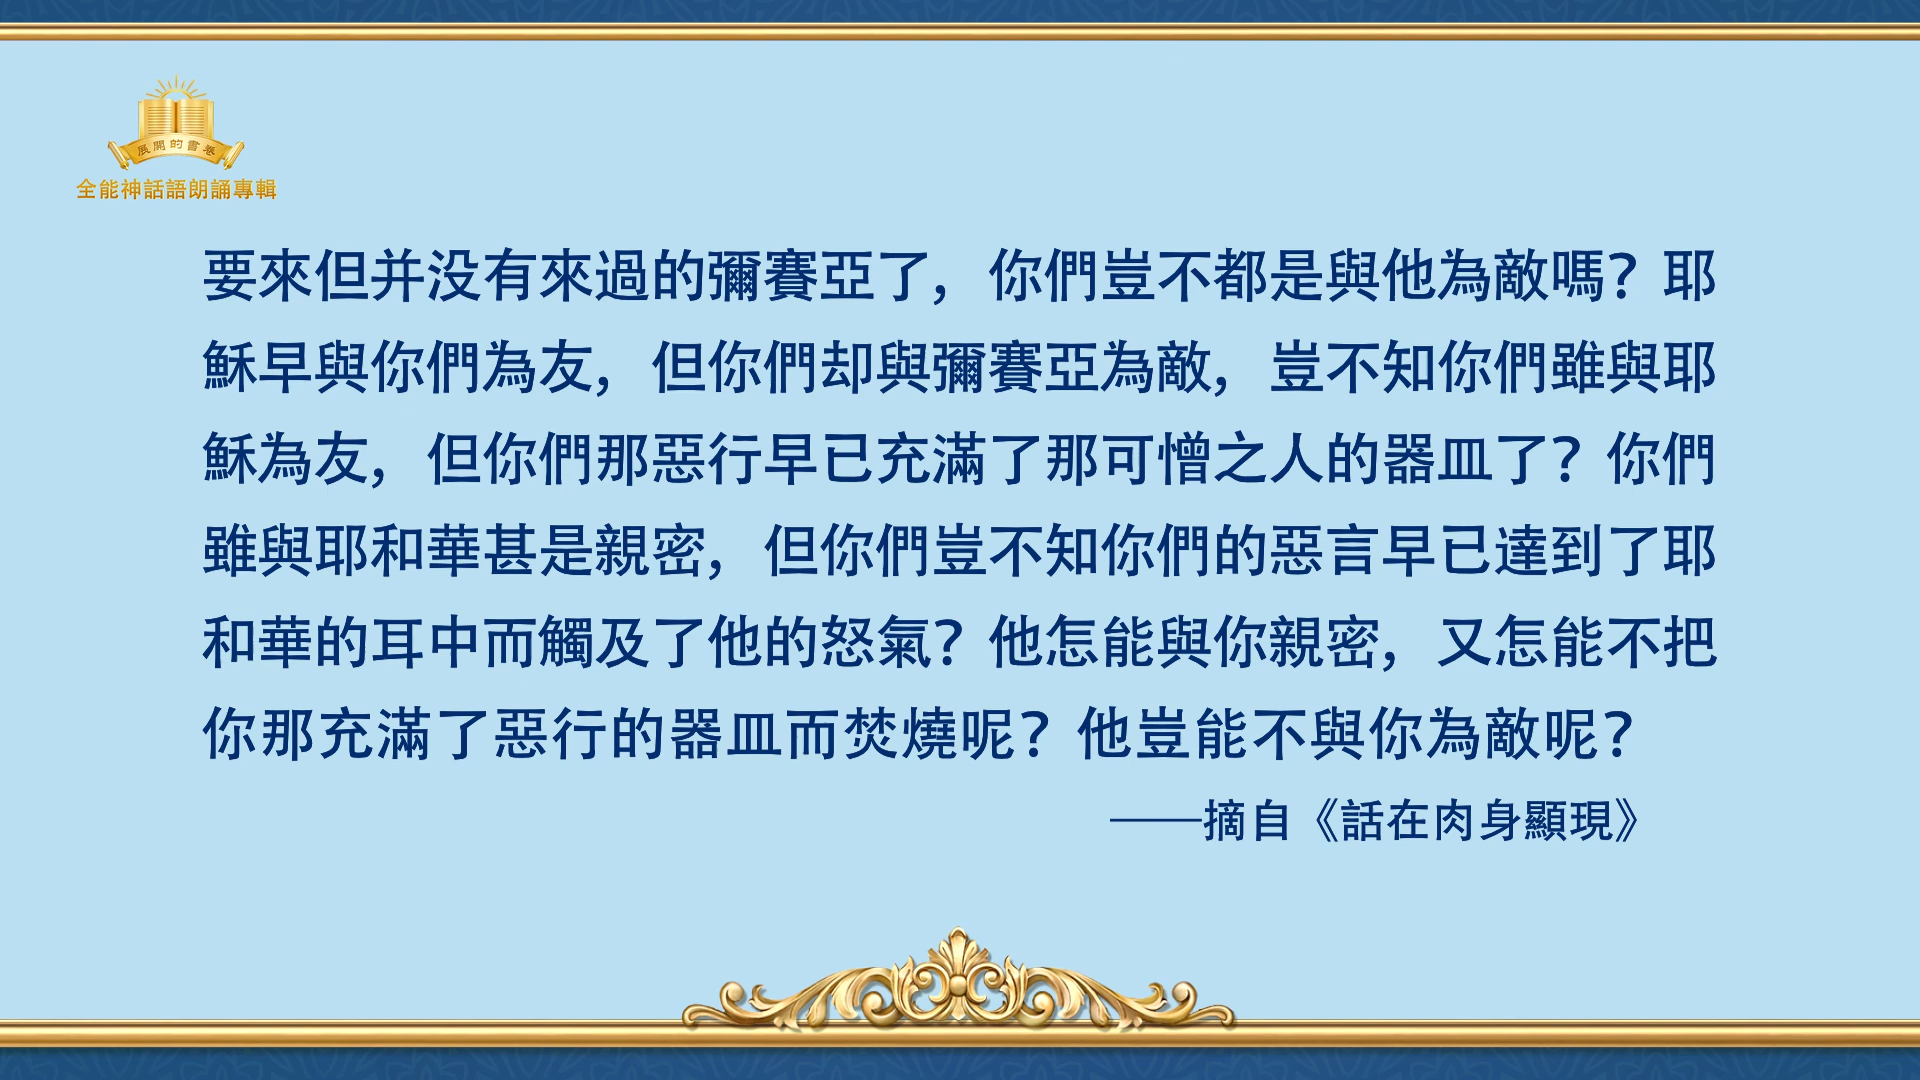 展開的書卷
全能神話語朗誦專輯
要來但并没有來過的彌賽亞了，你們豈不都是與他為敵嗎？耶
穌早與你們為友，但你們却與彌賽亞為敵，豈不知你們雖與耶
穌為友，但你們那惡行早已充滿了那可憎之人的器皿了？你們
雖與耶和華甚是親密，但你們豈不知你們的惡言早已達到了耶
和華的耳中而觸及了他的怒氣？他怎能與你親密，又怎能不把
你那充滿了惡行的器皿而焚燒呢？他豈能不與你為敵呢？
——摘自《話在肉身顯現》